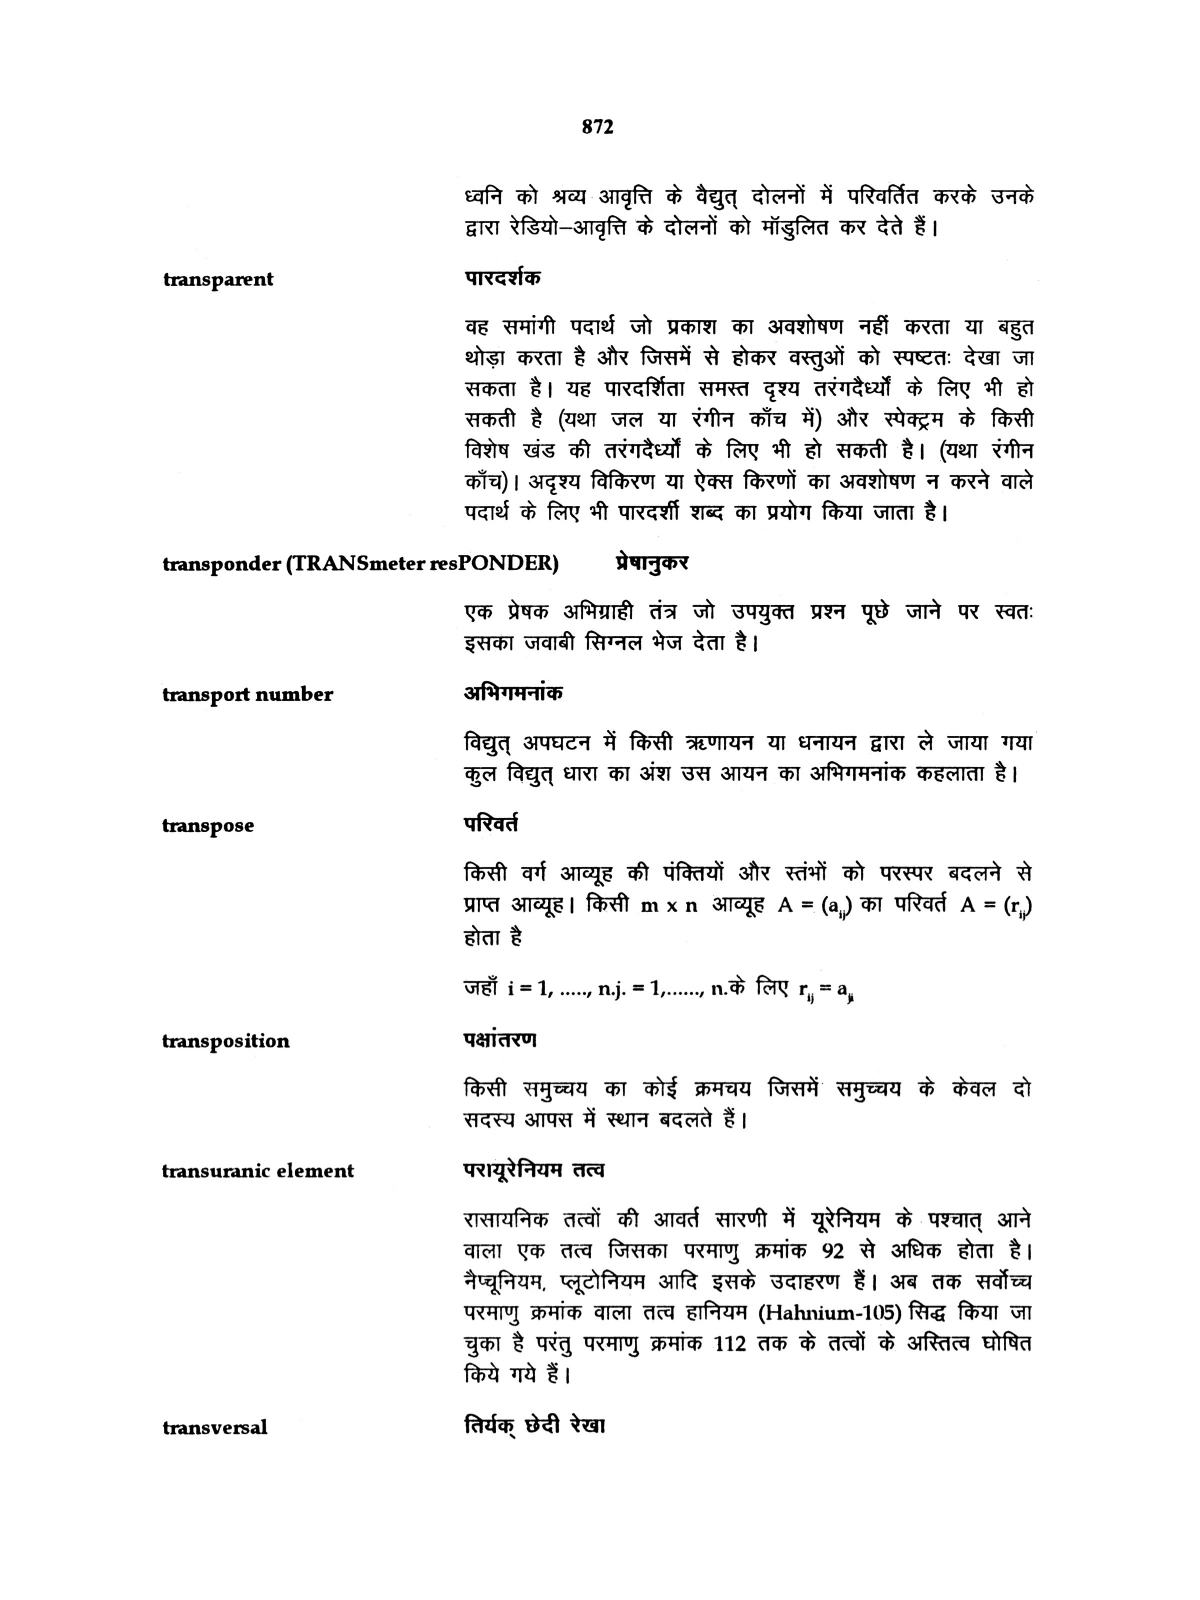 872
ध्वनि को श्रव्य आवृत्ति के वैद्युत् दोलनों में परिवर्तित करके उनके
द्वारा रेडियो–आवृत्ति के दोलनों को मॉडुलित कर देते हैं।
transparent पारदर्शक
वह समांगी पदार्थ जो प्रकाश का अवशोषण नहीं करता या बहुत
थोड़ा करता है और जिसमें से होकर वस्तुओं को स्पष्टतः देखा जा
सकता है। यह पारदर्शिता समस्त दृश्य तरंगदैर्ध्यों के लिए भी हो
सकती है (यथा जल या रंगीन काँच में) और स्पेक्ट्रम के किसी
विशेष खंड की तरंगदैर्ध्यों के लिए भी हो सकती है। (यथा रंगीन
काँच)। अदृश्य विकिरण या ऐक्स किरणों का अवशोषण न करने वाले
पदार्थ के लिए भी पारदर्शी शब्द का प्रयोग किया जाता है।
transponder (TRANSmeter resPONDER) प्रेषानुकर
एक प्रेषक अभिग्राही तंत्र जो उपयुक्त प्रश्न पूछे जाने पर स्वतः
इसका जवाबी सिग्नल भेज देता है।
transport number अभिगमनांक
विद्युत् अपघटन में किसी ऋणायन या धनायन द्वारा ले जाया गया
कुल विद्युत् धारा का अंश उस आयन का अभिगमनांक कहलाता है।
transpose परिवर्त
किसी वर्ग आव्यूह की पंक्तियों और स्तंभों को परस्पर बदलने से
प्राप्त आव्यूह। किसी m x n आव्यूह A = (aij) का परिवर्त A = (rij)
होता है
जहाँ i = 1, ....., n.j. = 1,......, n.के लिए rij = aji
transposition पक्षांतरण
किसी समुच्चय का कोई क्रमचय जिसमें समुच्चय के केवल दो
सदस्य आपस में स्थान बदलते हैं।
transuranic element परायूरेनियम तत्व
रासायनिक तत्वों की आवर्त सारणी में यूरेनियम के पश्चात् आने
वाला एक तत्व जिसका परमाणु क्रमांक 92 से अधिक होता है।
नैप्चूनियम, प्लूटोनियम आदि इसके उदाहरण हैं। अब तक सर्वोच्च
परमाणु क्रमांक वाला तत्व हानियम (Hahnium-105) सिद्ध किया जा
चुका है परंतु परमाणु क्रमांक 112 तक के तत्वों के अस्तित्व घोषित
किये गये हैं।
transversal तिर्यक् छेदी रेखा